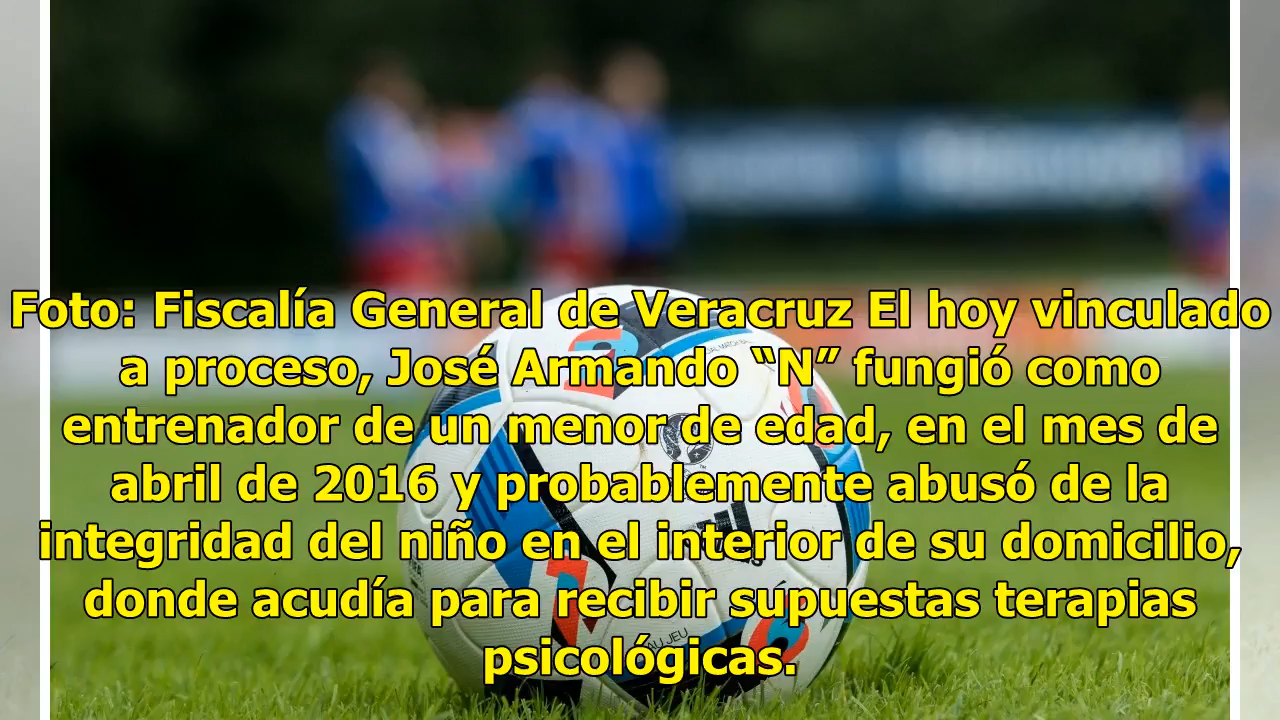 Foto: Fiscalía General de Veracruz El hoy vinculado
a proceso, José Armando “N” fungió como
entrenador de un menor de edad, en el mes de
abril de 2016 y probablemente abusó de la
integridad del niño en el interior de su domicilio,
donde acudía para recibir supuestas terapias
psicológicas.